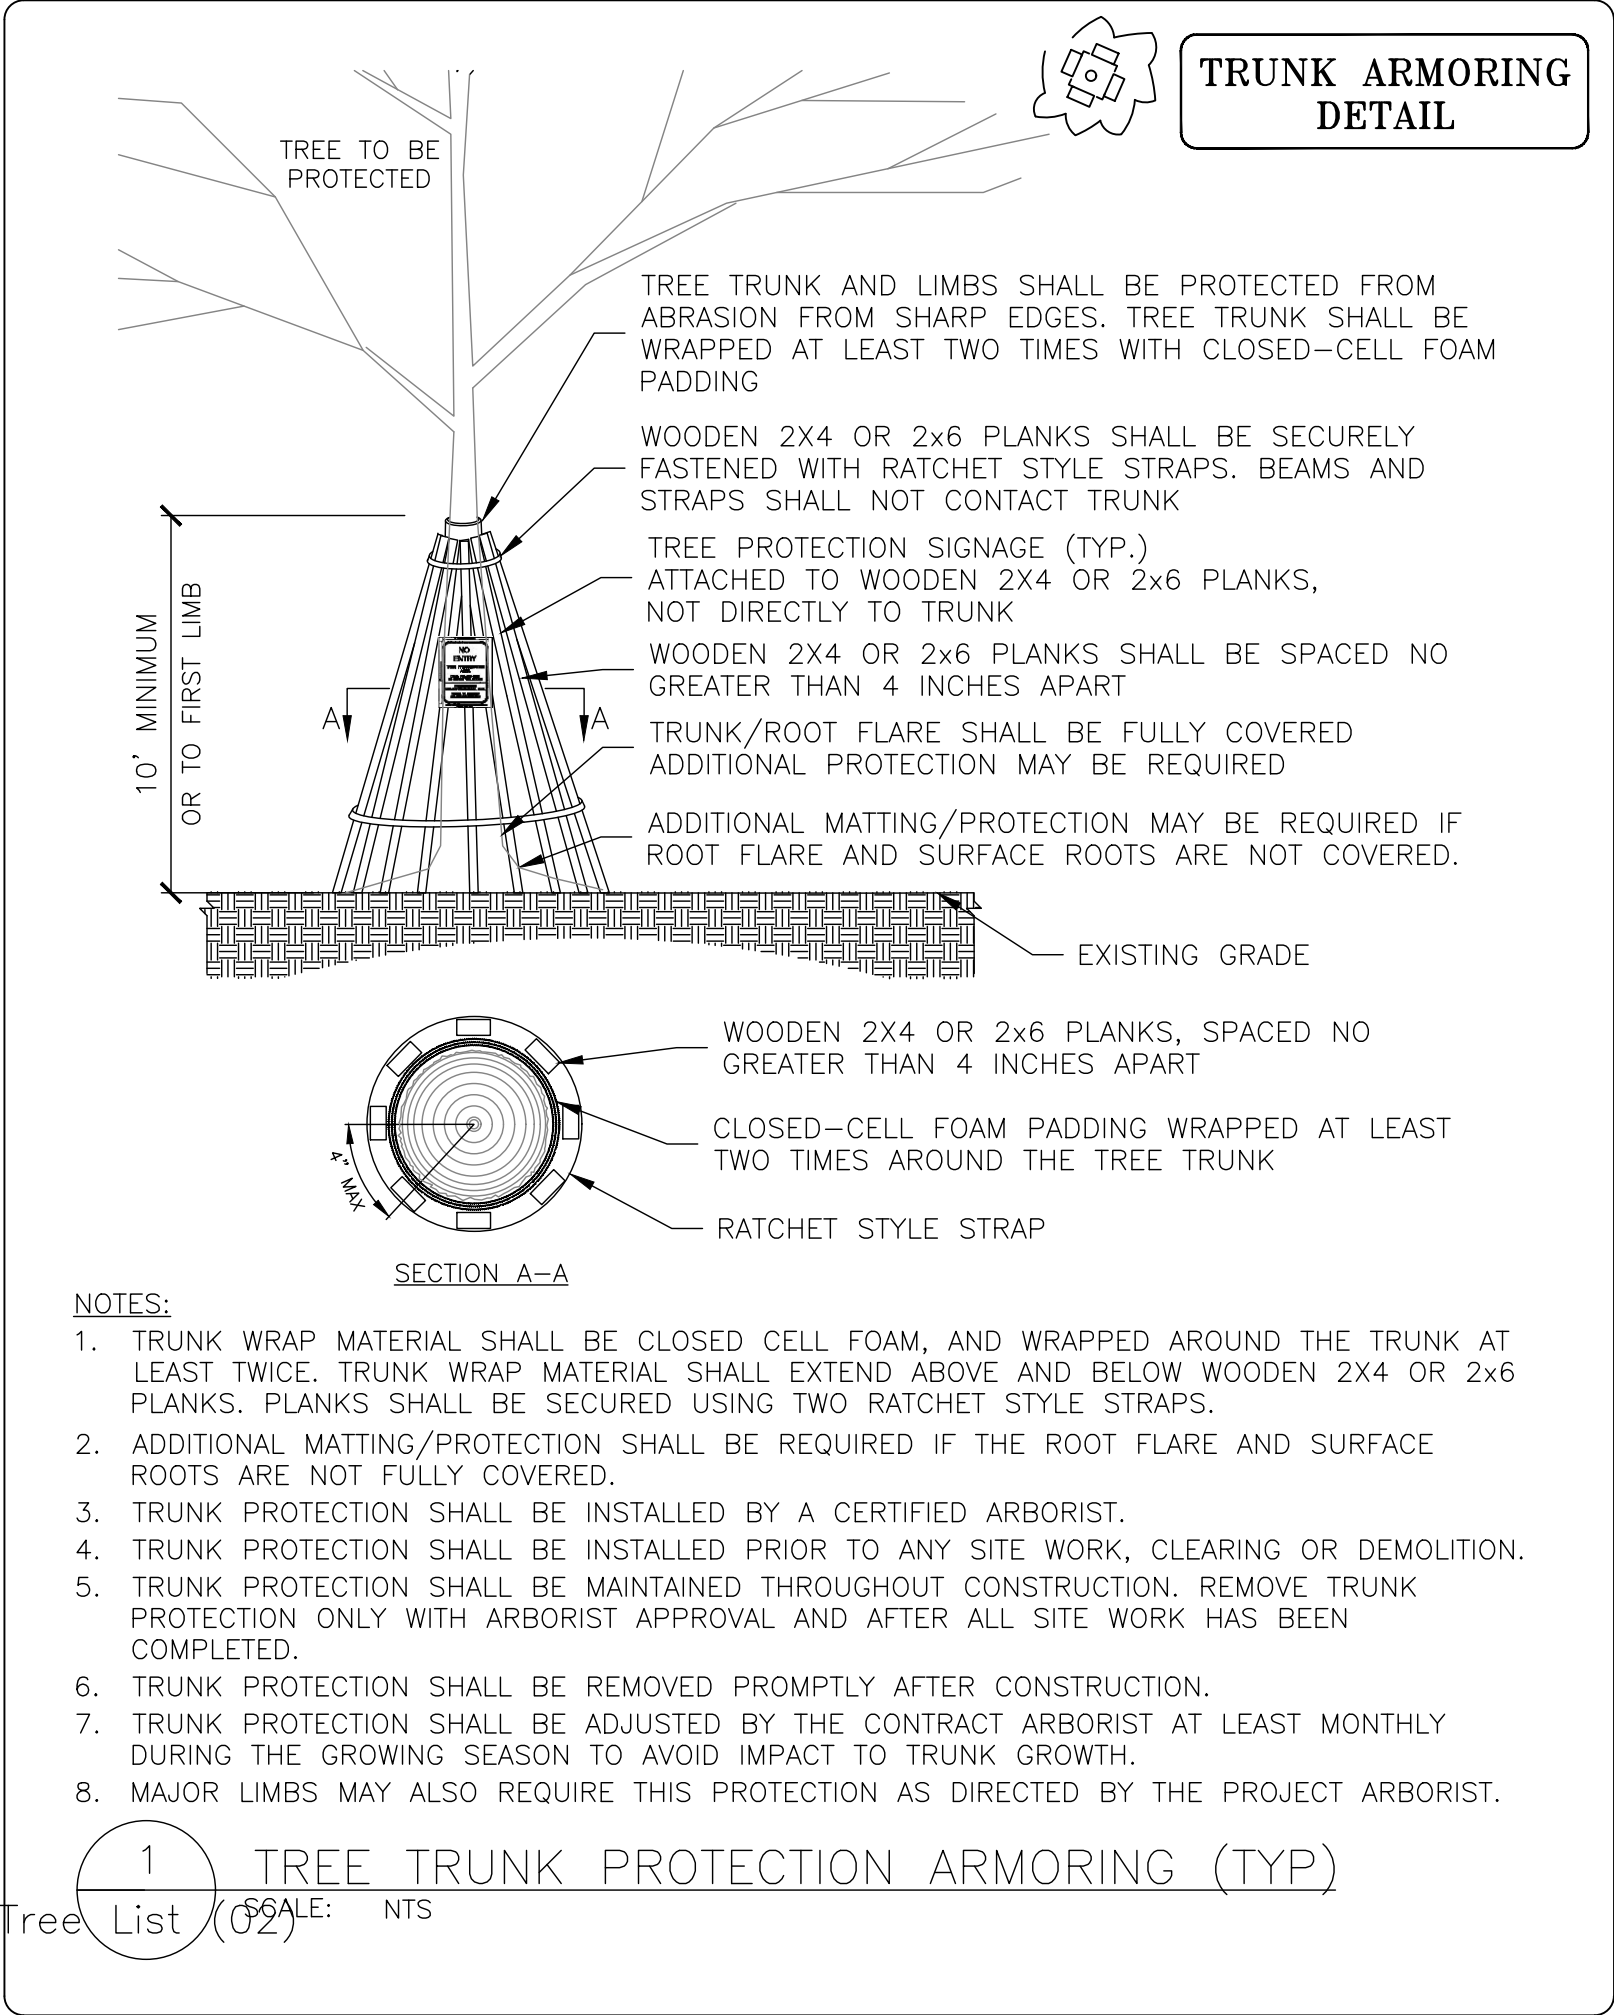 TRUNK ARMORING
DETAIL
TREE TO BE
PROTECTED
TREE TRUNK AND LIMBS SHALL BE PROTECTED FROM
ABRASION FROM SHARP EDGES. TREE TRUNK SHALL BE
WRAPPED AT LEAST TWO TIMES WITH CLOSED-CELL FOAM
PADDING
WOODEN 2X4 OR 2x6 PLANKS SHALL BE SECURELY
FASTENED WITH RATCHET STYLE STRAPS. BEAMS AND
STRAPS SHALL NOT CONTACT TRUNK
TREE PROTECTION SIGNAGE (TYP.)
ATTACHED TO WOODEN 2X4 OR 2x6 PLANKS,
NOT DIRECTLY TO TRUNK
10' MINIMUM
OR TO FIRST LIMB
NO
ENTRY
WOODEN 2X4 OR 2x6 PLANKS SHALL BE SPACED NO
GREATER THAN 4 INCHES APART
A
A
TRUNK/ROOT FLARE SHALL BE FULLY COVERED
ADDITIONAL PROTECTION MAY BE REQUIRED
ADDITIONAL MATTING/PROTECTION MAY BE REQUIRED IF
ROOT FLARE AND SURFACE ROOTS ARE NOT COVERED.
EXISTING GRADE
WOODEN 2X4 OR 2x6 PLANKS, SPACED NO
GREATER THAN 4 INCHES APART
CLOSED-CELL FOAM PADDING WRAPPED AT LEAST
TWO TIMES AROUND THE TREE TRUNK
4" MAX
RATCHET STYLE STRAP
SECTION A-A
NOTES:
1. TRUNK WRAP MATERIAL SHALL BE CLOSED CELL FOAM, AND WRAPPED AROUND THE TRUNK AT
LEAST TWICE. TRUNK WRAP MATERIAL SHALL EXTEND ABOVE AND BELOW WOODEN 2X4 OR 2x6
PLANKS. PLANKS SHALL BE SECURED USING TWO RATCHET STYLE STRAPS.
2. ADDITIONAL MATTING/PROTECTION SHALL BE REQUIRED IF THE ROOT FLARE AND SURFACE
ROOTS ARE NOT FULLY COVERED.
3. TRUNK PROTECTION SHALL BE INSTALLED BY A CERTIFIED ARBORIST.
4. TRUNK PROTECTION SHALL BE INSTALLED PRIOR TO ANY SITE WORK, CLEARING OR DEMOLITION.
5. TRUNK PROTECTION SHALL BE MAINTAINED THROUGHOUT CONSTRUCTION. REMOVE TRUNK
PROTECTION ONLY WITH ARBORIST APPROVAL AND AFTER ALL SITE WORK HAS BEEN
COMPLETED.
6. TRUNK PROTECTION SHALL BE REMOVED PROMPTLY AFTER CONSTRUCTION.
7. TRUNK PROTECTION SHALL BE ADJUSTED BY THE CONTRACT ARBORIST AT LEAST MONTHLY
DURING THE GROWING SEASON TO AVOID IMPACT TO TRUNK GROWTH.
8. MAJOR LIMBS MAY ALSO REQUIRE THIS PROTECTION AS DIRECTED BY THE PROJECT ARBORIST.
1
TREE TRUNK PROTECTION ARMORING (TYP)
SCALE: NTS
Tree List (02)